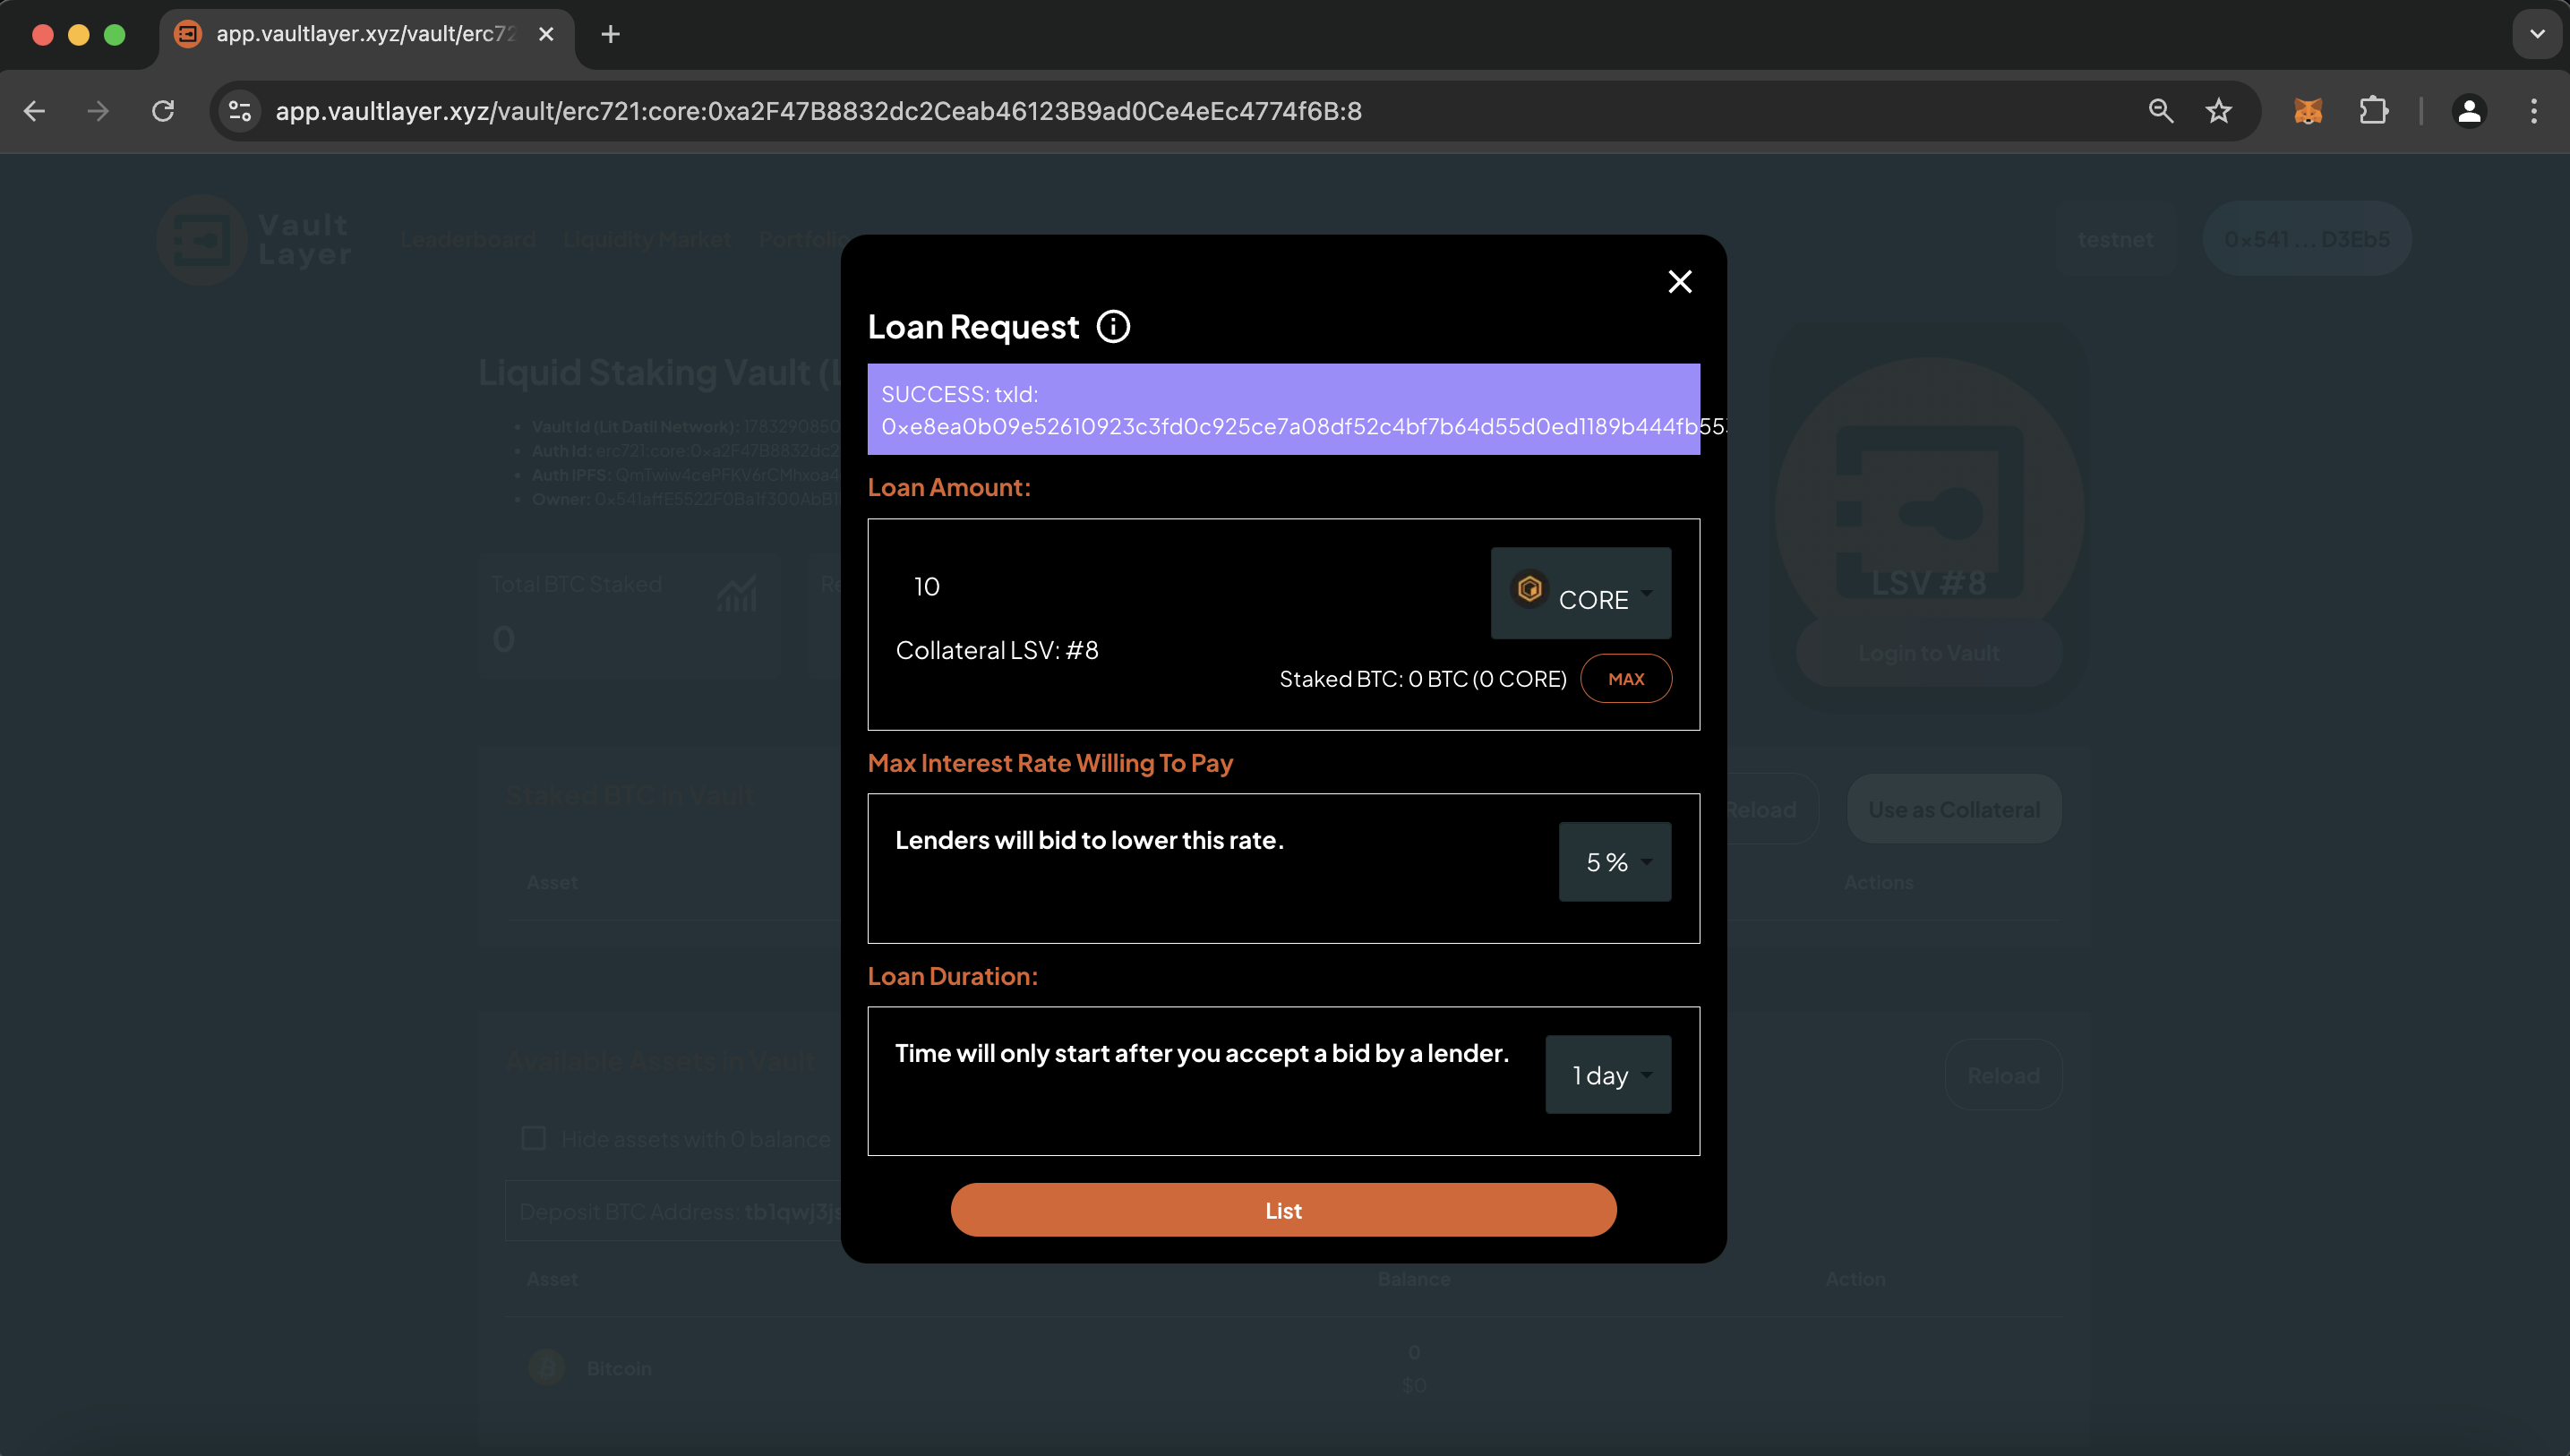 app.vaultlayer.xyz/vault/erc72
app.vaultlayer.xyz/vault/erc721:core:0xa2F47B8832dc2Ceab46123B9ad0Ce4eEc4774f6B:8
Vault
Layer
Leaderboard
Liquidity Market
Portfolio
testnet
0x541 ... D3Eb5
Loan Request
SUCCESS: txId:
0xe8ea0b09e52610923c3fd0c925ce7a08df52c4bf7b64d55d0ed1189b444fb553
Loan Amount:
10
CORE
Collateral LSV: #8
Staked BTC: 0 BTC (0 CORE)
MAX
Max Interest Rate Willing To Pay
Lenders will bid to lower this rate.
5 %
Loan Duration:
Time will only start after you accept a bid by a lender.
1 day
List
Liquid Staking Vault (L
Vault Id (Lit Datil Network): 1783290850
Auth Id: erc721:core:0xa2F47B8832dc2
Auth IPFS: QmTwiw4cePFKV6rCMhxoa4
Owner: 0x541affE5522F0Ba1f300AbB1
Total BTC Staked
0
Re
LSV #8
Login to Vault
Staked BTC in Vault
Reload
Use as Collateral
Asset
Actions
Available Assets in Vault
Reload
Hide assets with 0 balance
Deposit BTC Address: tb1qwj3js
Asset
Balance
Action
Bitcoin
0
$0